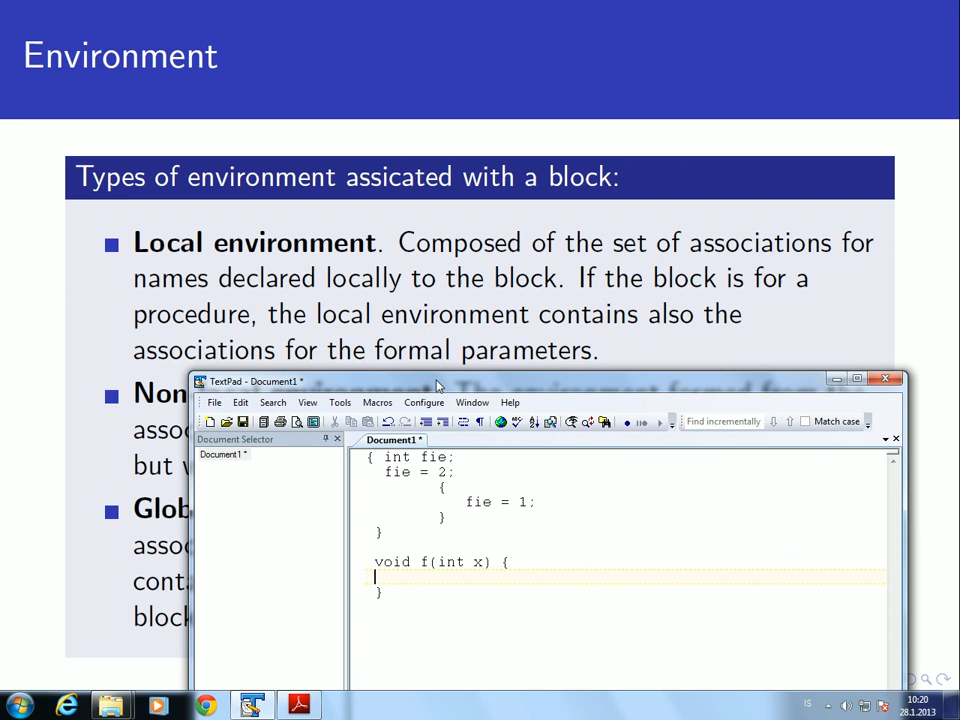 Environment
Types of environment assicated with a block:
Local environment. Composed of the set of associations for
names declared locally to the block. If the block is for a
procedure, the local environment contains also the
associations for the formal parameters.
Non
asso
but w
Glob
asso
conta
block
TextPad - Document1 *
File Edit Search View Tools Macros Configure Window Help
Find incrementally Match case
Document Selector
Document1 *
Document1 *
{ int fie;
fie = 2;
{
fie = 1;
}
}
void f(int x) {
}
IS
10:20
28.1.2013